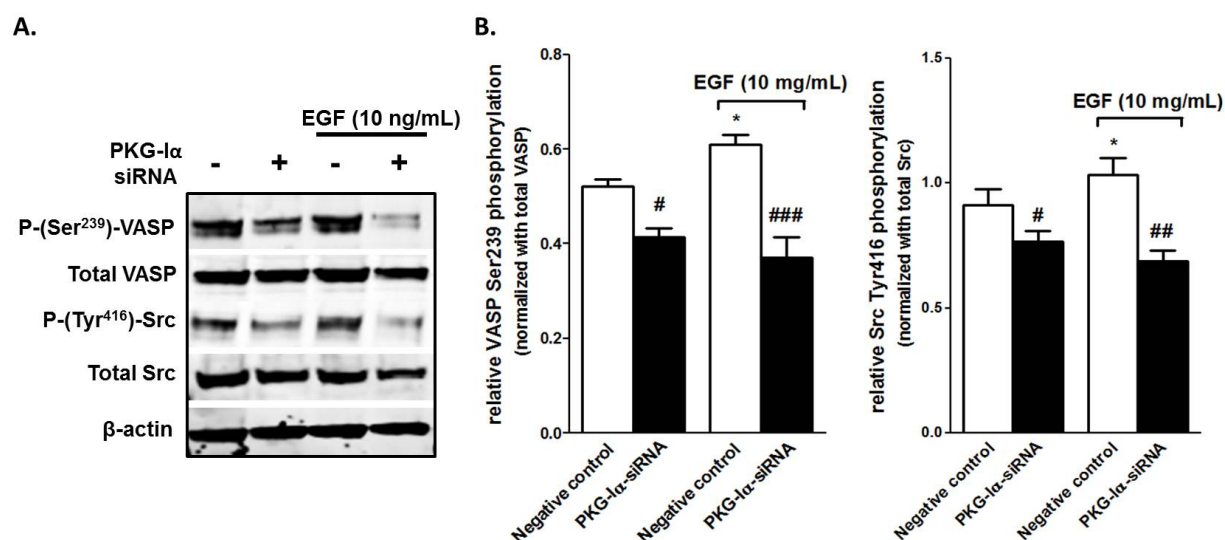 A.
EGF (10 ng/mL)
PKG-Iα
siRNA
- + - +
P-(Ser²³⁹)-VASP
Total VASP
P-(Tyr⁴¹⁶)-Src
Total Src
β-actin
B.
relative VASP Ser239 phosphorylation
(normalized with total VASP)
0.8
0.6
0.4
0.2
0.0
EGF (10 mg/mL)
*
#
###
Negative control
PKG-Iα-siRNA
Negative control
PKG-Iα-siRNA
relative Src Tyr416 phosphorylation
(normalized with total Src)
1.5
1.0
0.5
0.0
EGF (10 mg/mL)
*
#
##
Negative control
PKG-Iα-siRNA
Negative control
PKG-Iα-siRNA